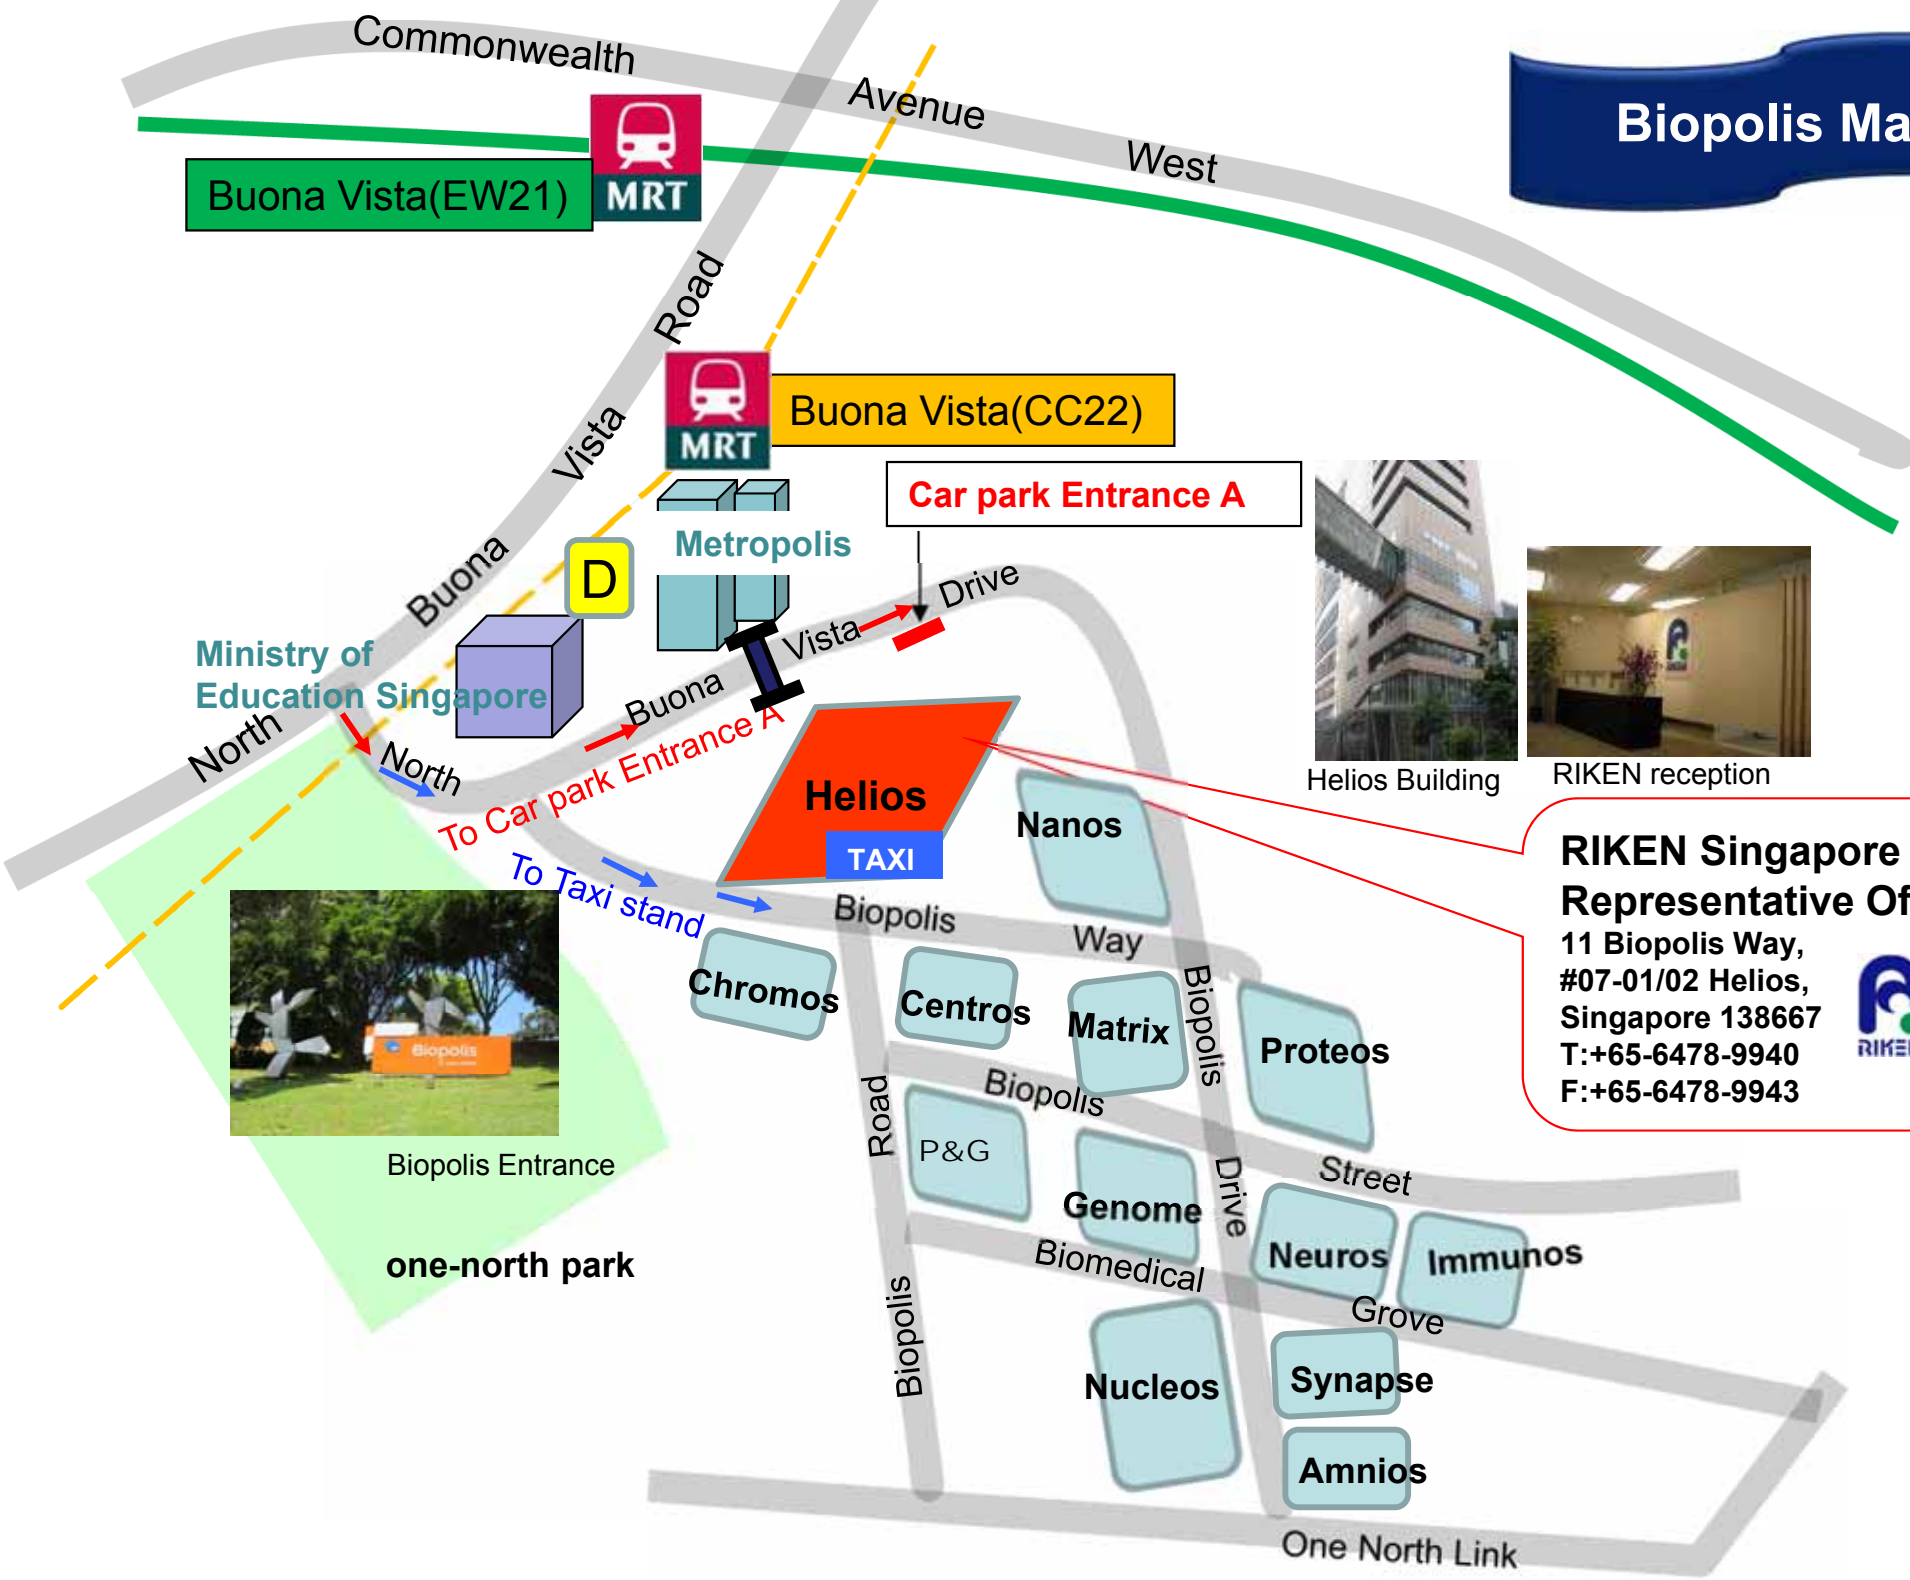 Commonwealth Avenue West
Biopolis Ma
MRT
Buona Vista(EW21)
North Buona Vista Road
MRT
Buona Vista(CC22)
Car park Entrance A
Metropolis
D
Ministry of
Education Singapore
North Buona Vista Drive
To Car park Entrance A
To Taxi stand
Helios
TAXI
Nanos
Helios Building
RIKEN reception
RIKEN Singapore
Representative Of
11 Biopolis Way,
#07-01/02 Helios,
Singapore 138667
T:+65-6478-9940
F:+65-6478-9943
RIKE
Biopolis Way
Chromos
Centros
Matrix
Proteos
Biopolis Drive
Biopolis Street
Biopolis Road
P&G
Genome
Neuros
Immunos
Biomedical Grove
Nucleos
Synapse
Amnios
One North Link
Biopolis
Biopolis Entrance
one-north park